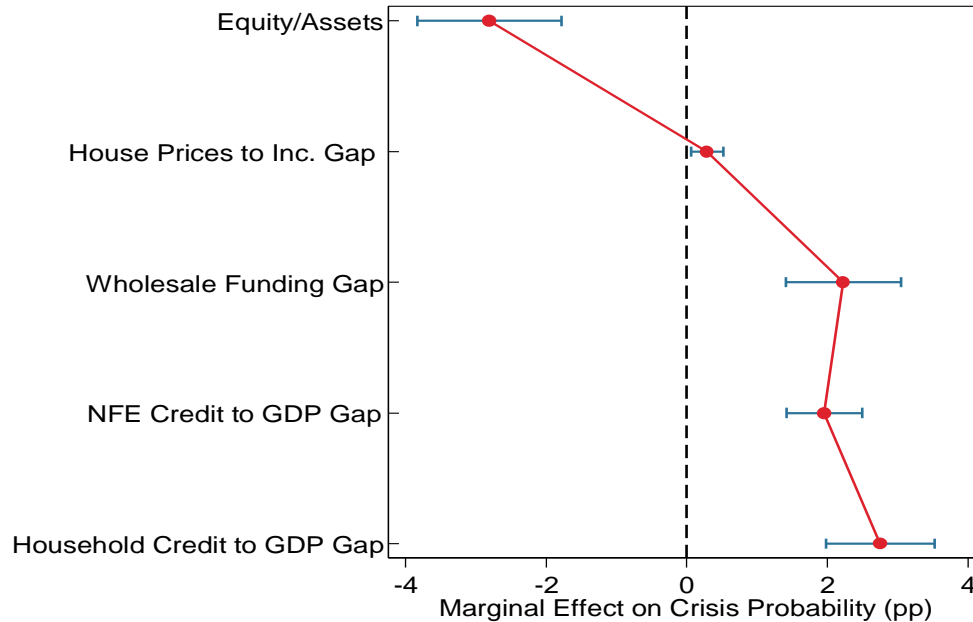 Equity/Assets
House Prices to Inc. Gap
Wholesale Funding Gap
NFE Credit to GDP Gap
Household Credit to GDP Gap
-4 -2 0 2 4
Marginal Effect on Crisis Probability (pp)